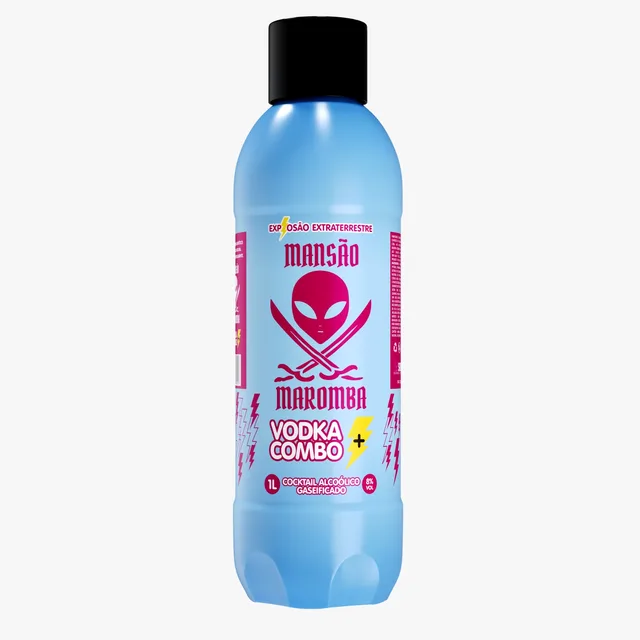 EXPLOSÃO EXTRATERRESTRE
MANSÃO
MAROMBA
VODKA
COMBO +
1L COCKTAIL ALCOÓLICO 8%
GASEIFICADO VOL